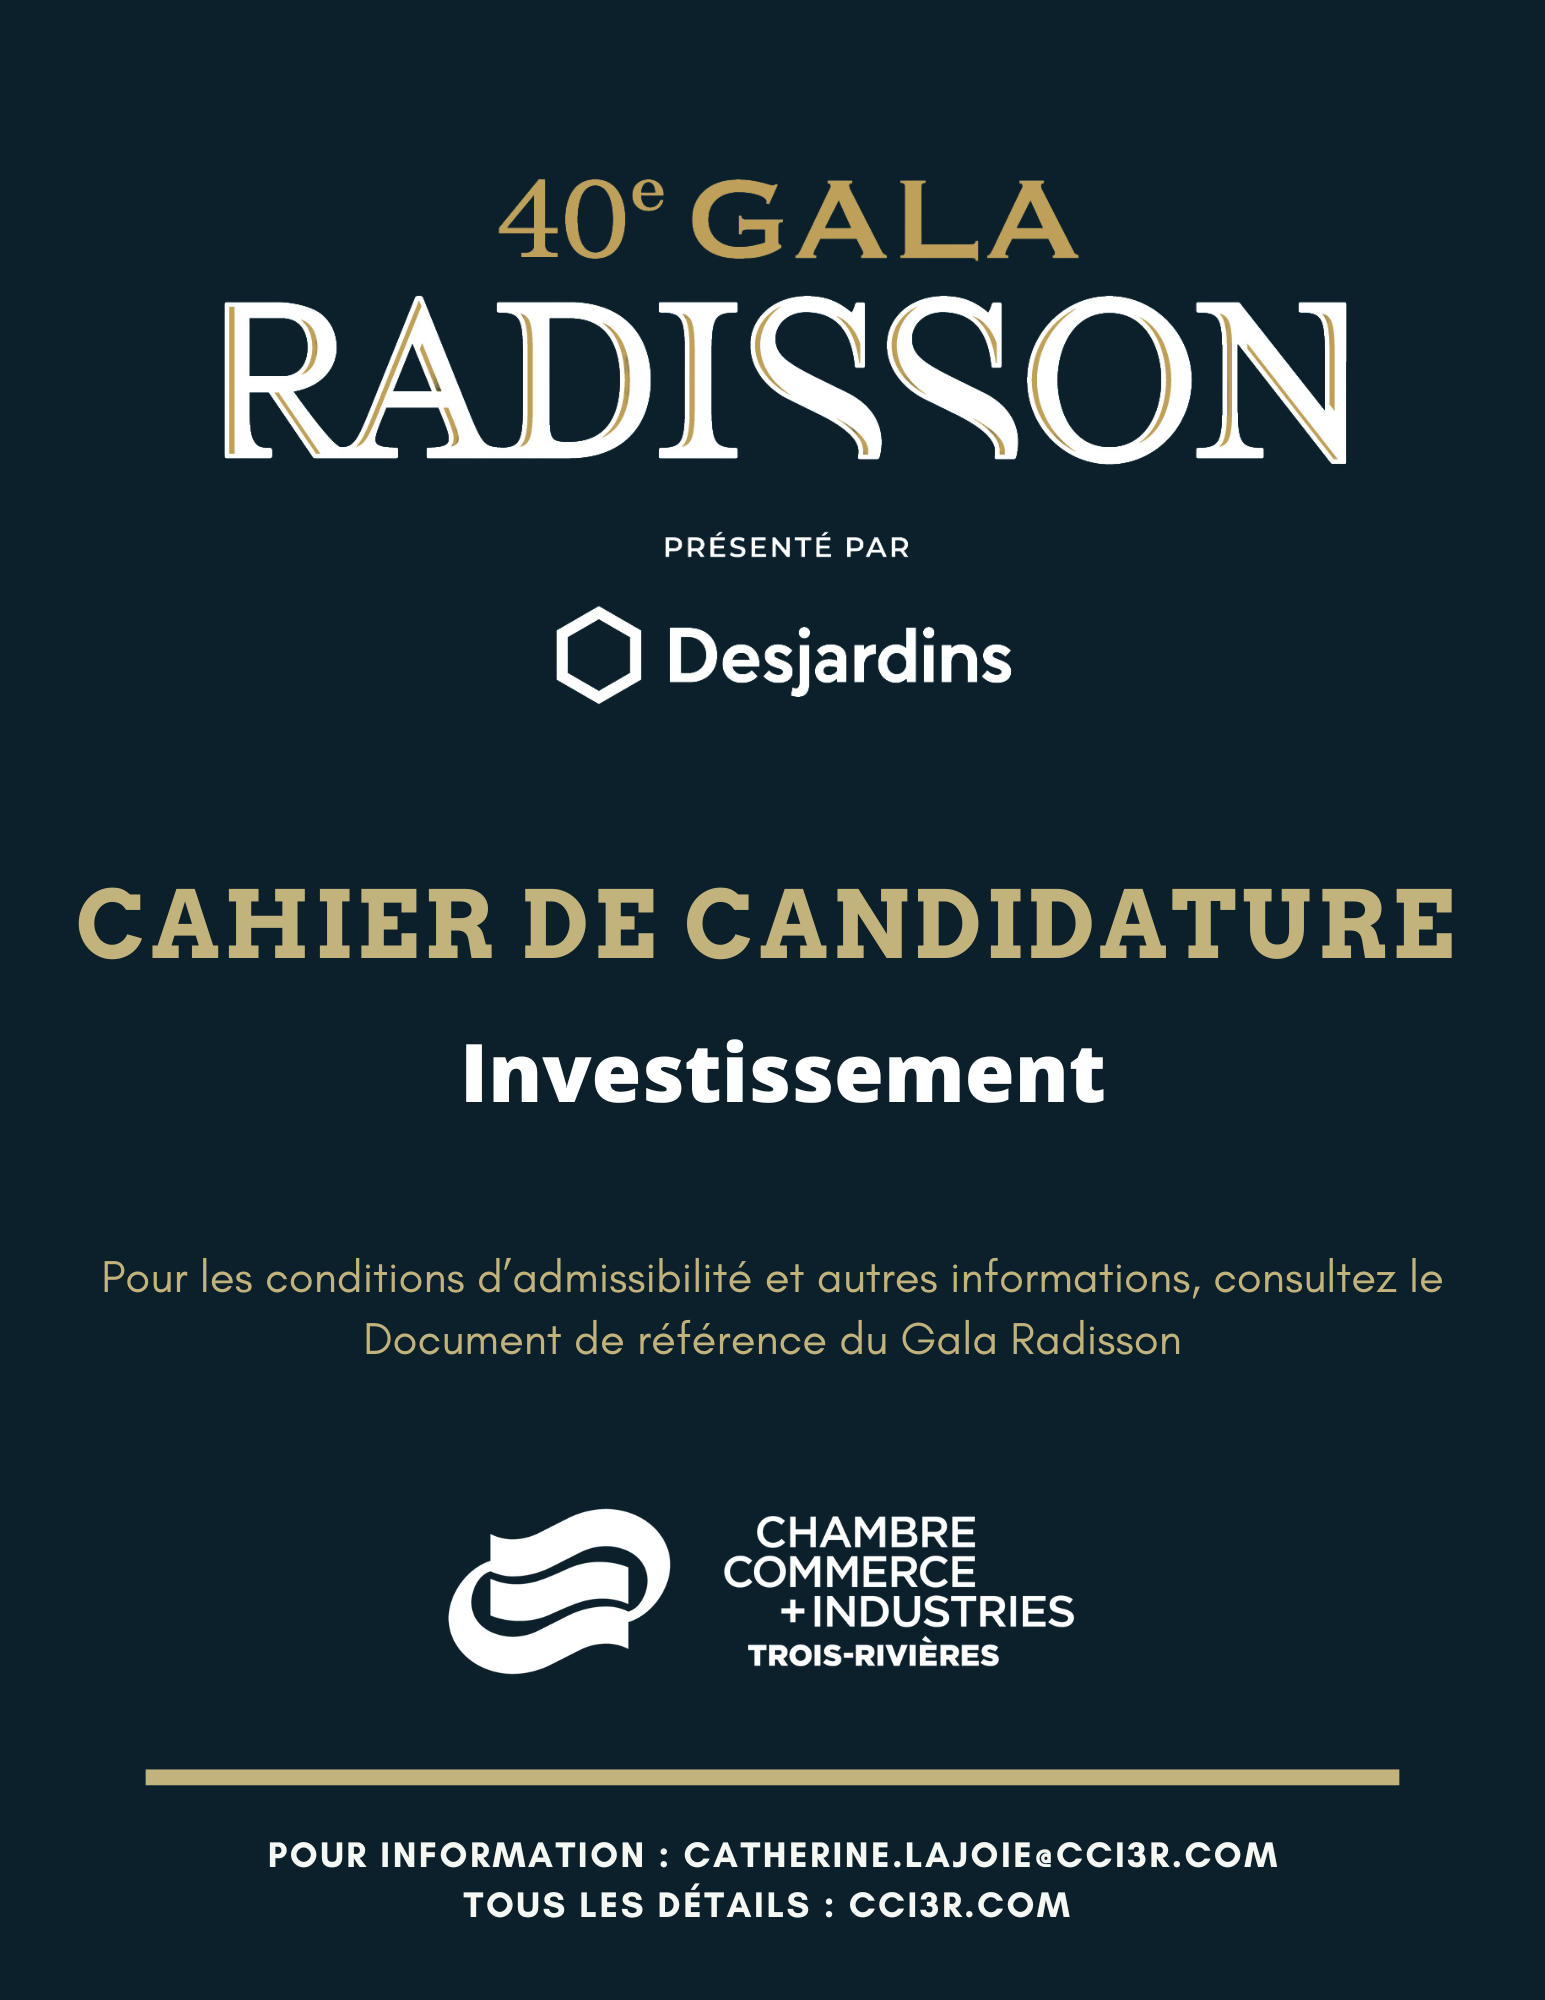 40e GALA
RADISSON
PRÉSENTÉ PAR
Desjardins
CAHIER DE CANDIDATURE
Investissement
Pour les conditions d’admissibilité et autres informations, consultez le
Document de référence du Gala Radisson
CHAMBRE
COMMERCE
+INDUSTRIES
TROIS-RIVIÈRES
POUR INFORMATION : CATHERINE.LAJOIE@CCI3R.COM
TOUS LES DÉTAILS : CCI3R.COM